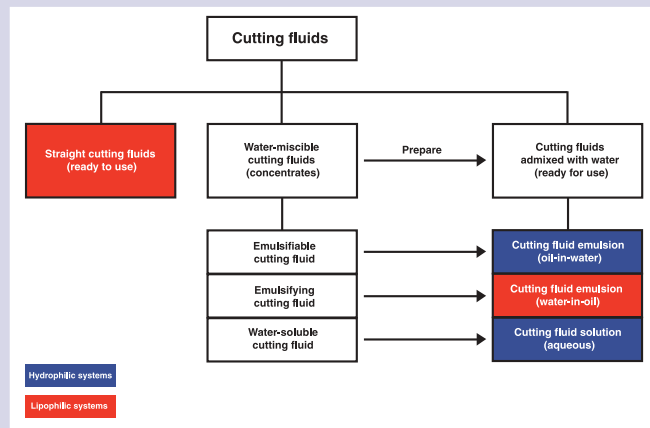 Cutting fluids
Straight cutting fluids
(ready to use)
Water-miscible
cutting fluids
(concentrates)
Prepare
Cutting fluids
admixed with water
(ready for use)
Emulsifiable
cutting fluid
Cutting fluid emulsion
(oil-in-water)
Emulsifying
cutting fluid
Cutting fluid emulsion
(water-in-oil)
Water-soluble
cutting fluid
Cutting fluid solution
(aqueous)
Hydrophilic systems
Lipophilic systems